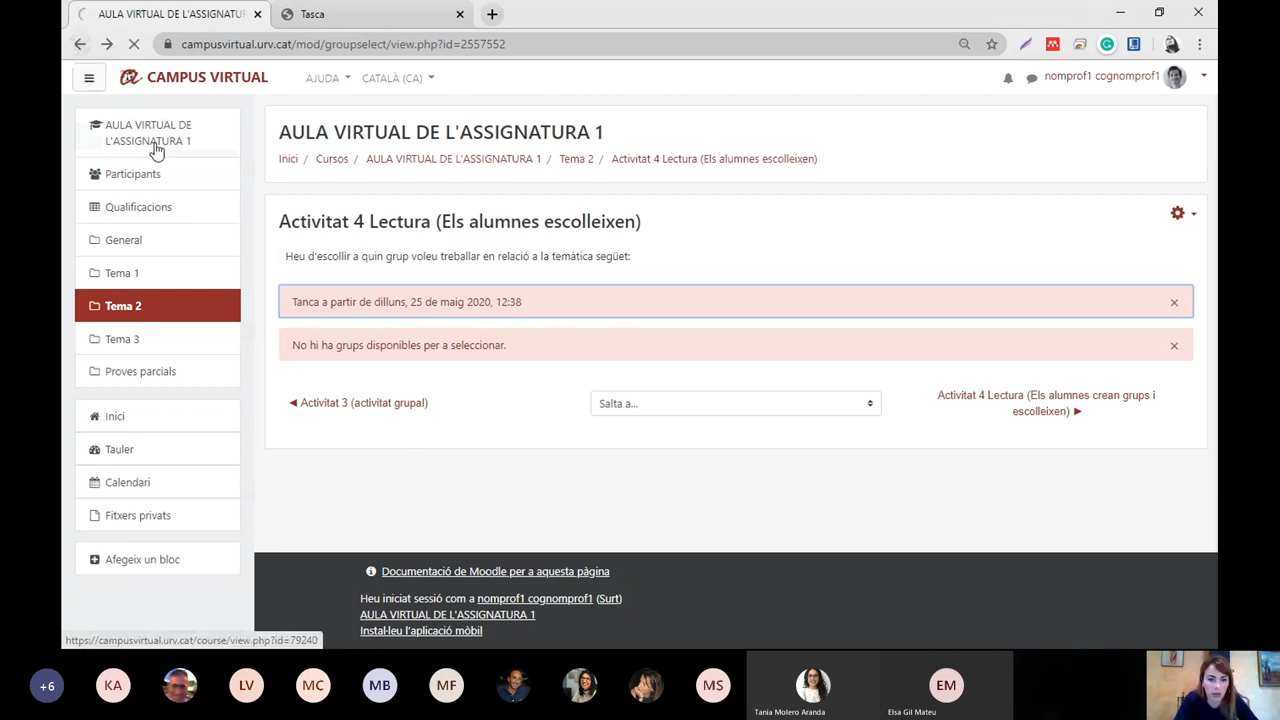 AULA VIRTUAL DE L'ASSIGNATUR
Tasca
campusvirtual.urv.cat/mod/groupselect/view.php?id=2557552
CAMPUS VIRTUAL
AJUDA
CATALÀ (CA)
nomprof1 cognomprof1
AULA VIRTUAL DE
L'ASSIGNATURA 1
Participants
Qualificacions
General
Tema 1
Tema 2
Tema 3
Proves parcials
Inici
Tauler
Calendari
Fitxers privats
Afegeix un bloc
AULA VIRTUAL DE L'ASSIGNATURA 1
Inici / Cursos / AULA VIRTUAL DE L'ASSIGNATURA 1 / Tema 2 / Activitat 4 Lectura (Els alumnes escolleixen)
Activitat 4 Lectura (Els alumnes escolleixen)
Heu d'escollir a quin grup voleu treballar en relació a la temàtica següet:
Tanca a partir de dilluns, 25 de maig 2020, 12:38
No hi ha grups disponibles per a seleccionar.
◀ Activitat 3 (activitat grupal)
Salta a...
Activitat 4 Lectura (Els alumnes crean grups i
escolleixen) ▶
Documentació de Moodle per a aquesta pàgina
Heu iniciat sessió com a nomprof1 cognomprof1 (Surt)
AULA VIRTUAL DE L'ASSIGNATURA 1
Instal·leu l'aplicació mòbil
https://campusvirtual.urv.cat/course/view.php?id=79240
+6
KA
LV
MC
MB
MF
MS
EM
Tania Molero Aranda
Elsa Gil Mateu